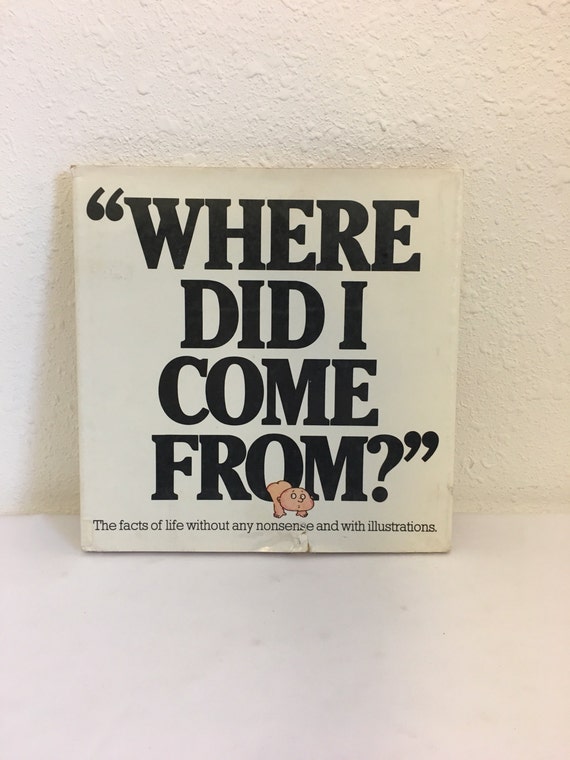 “WHERE
DID I
COME
FROM?”
The facts of life without any nonsense and with illustrations.